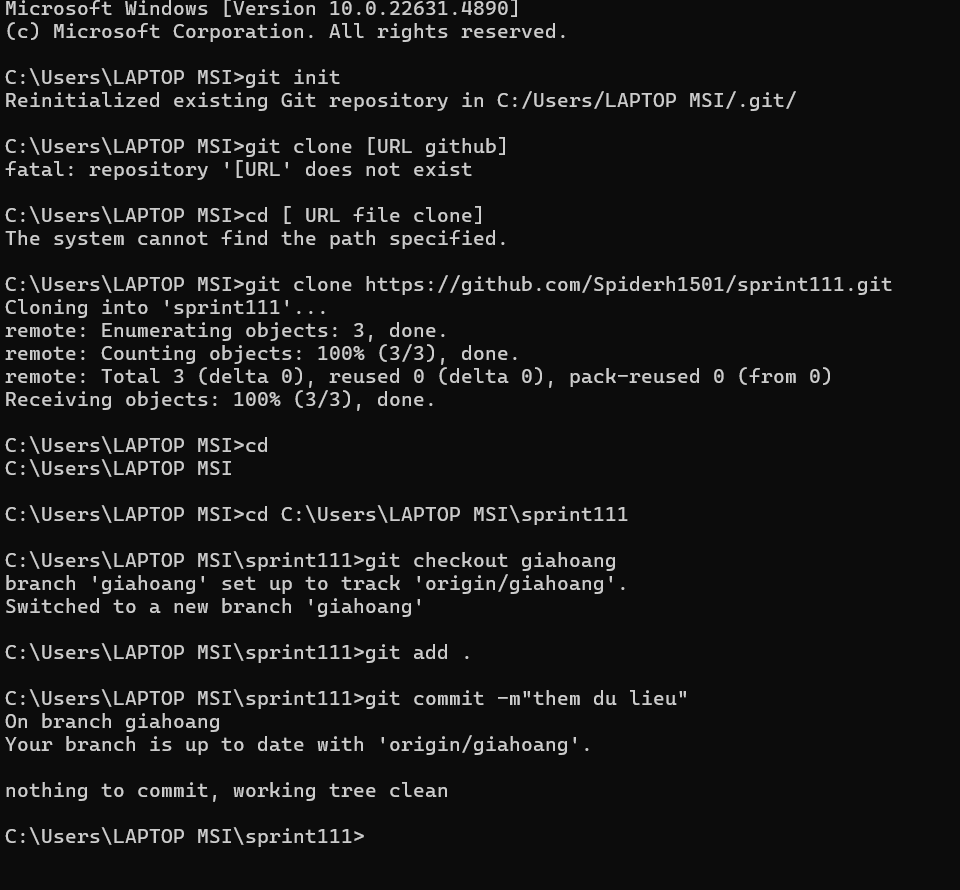 Microsoft Windows [Version 10.0.22631.4890]
(c) Microsoft Corporation. All rights reserved.
C:\Users\LAPTOP MSI>git init
Reinitialized existing Git repository in C:/Users/LAPTOP MSI/.git/
C:\Users\LAPTOP MSI>git clone [URL github]
fatal: repository '[URL' does not exist
C:\Users\LAPTOP MSI>cd [ URL file clone]
The system cannot find the path specified.
C:\Users\LAPTOP MSI>git clone https://github.com/Spiderh1501/sprint111.git
Cloning into 'sprint111'...
remote: Enumerating objects: 3, done.
remote: Counting objects: 100% (3/3), done.
remote: Total 3 (delta 0), reused 0 (delta 0), pack-reused 0 (from 0)
Receiving objects: 100% (3/3), done.
C:\Users\LAPTOP MSI>cd
C:\Users\LAPTOP MSI
C:\Users\LAPTOP MSI>cd C:\Users\LAPTOP MSI\sprint111
C:\Users\LAPTOP MSI\sprint111>git checkout giahoang
branch 'giahoang' set up to track 'origin/giahoang'.
Switched to a new branch 'giahoang'
C:\Users\LAPTOP MSI\sprint111>git add .
C:\Users\LAPTOP MSI\sprint111>git commit -m"them du lieu"
On branch giahoang
Your branch is up to date with 'origin/giahoang'.
nothing to commit, working tree clean
C:\Users\LAPTOP MSI\sprint111>